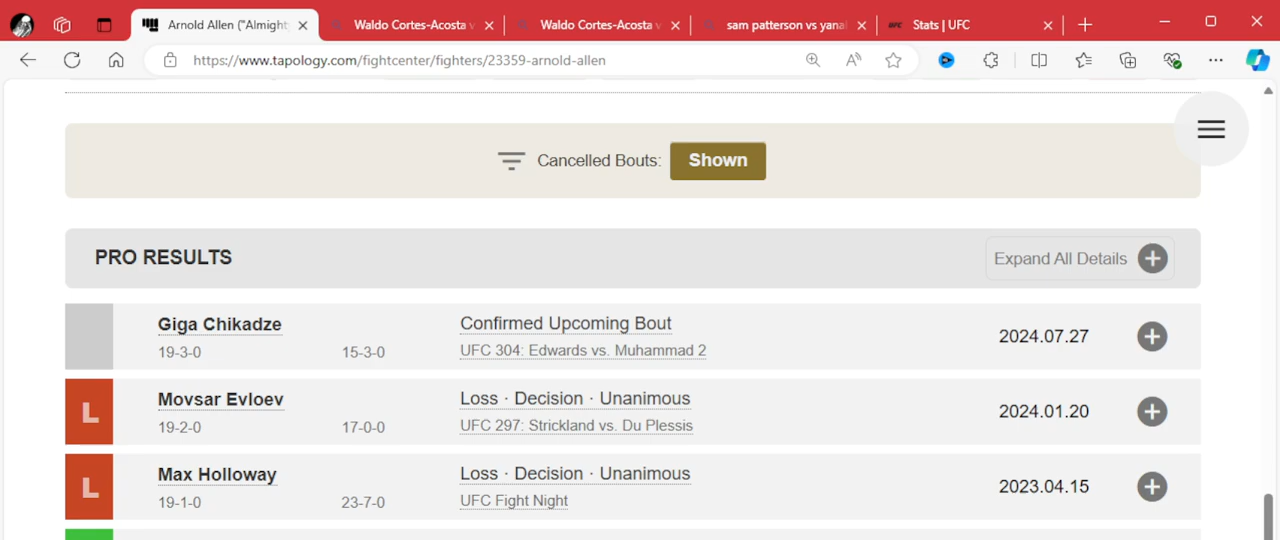 Arnold Allen ("Almighty
Waldo Cortes-Acosta v
Waldo Cortes-Acosta v
sam patterson vs yanal
Stats | UFC
https://www.tapology.com/fightcenter/fighters/23359-arnold-allen
Cancelled Bouts: Shown
PRO RESULTS
Expand All Details
Giga Chikadze
Confirmed Upcoming Bout
2024.07.27
19-3-0
15-3-0
UFC 304: Edwards vs. Muhammad 2
L
Movsar Evloev
Loss · Decision · Unanimous
2024.01.20
19-2-0
17-0-0
UFC 297: Strickland vs. Du Plessis
L
Max Holloway
Loss · Decision · Unanimous
2023.04.15
19-1-0
23-7-0
UFC Fight Night